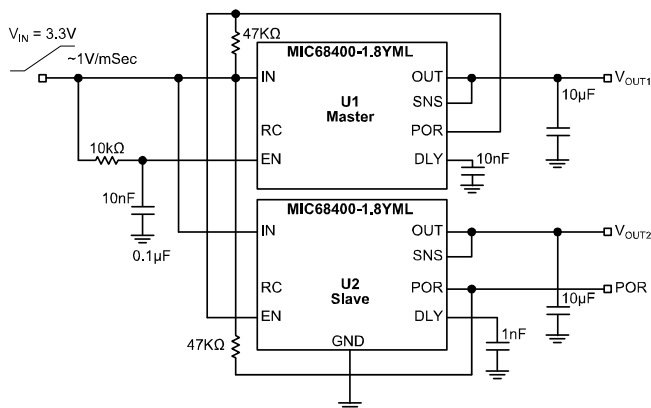 V_IN = 3.3V
~1V/mSec
47KΩ
MIC68400-1.8YML
IN
OUT
U1
Master
SNS
RC
POR
EN
DLY
V_OUT1
10µF
10kΩ
10nF
10nF
0.1µF
MIC68400-1.8YML
IN
OUT
SNS
RC
U2
Slave
POR
EN
DLY
GND
V_OUT2
POR
10µF
47KΩ
1nF